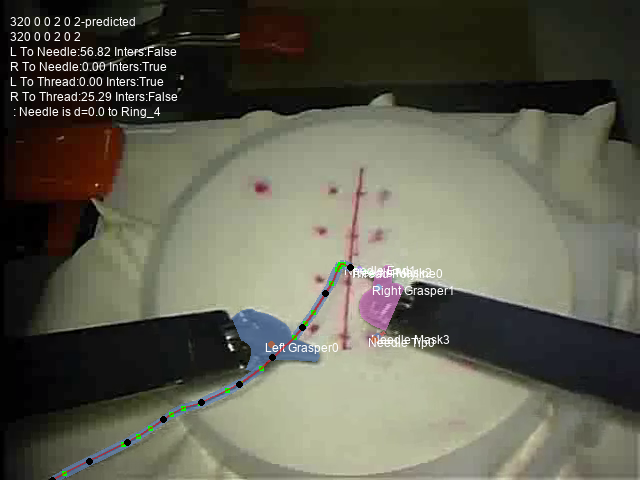 320 0 0 2 0 2-predicted
320 0 0 2 0 2
L To Needle:56.82 Inters:False
R To Needle:0.00 Inters:True
L To Thread:0.00 Inters:True
R To Thread:25.29 Inters:False
: Needle is d=0.0 to Ring_4
Right Grasper1
Needle Mask3
Left Grasper0